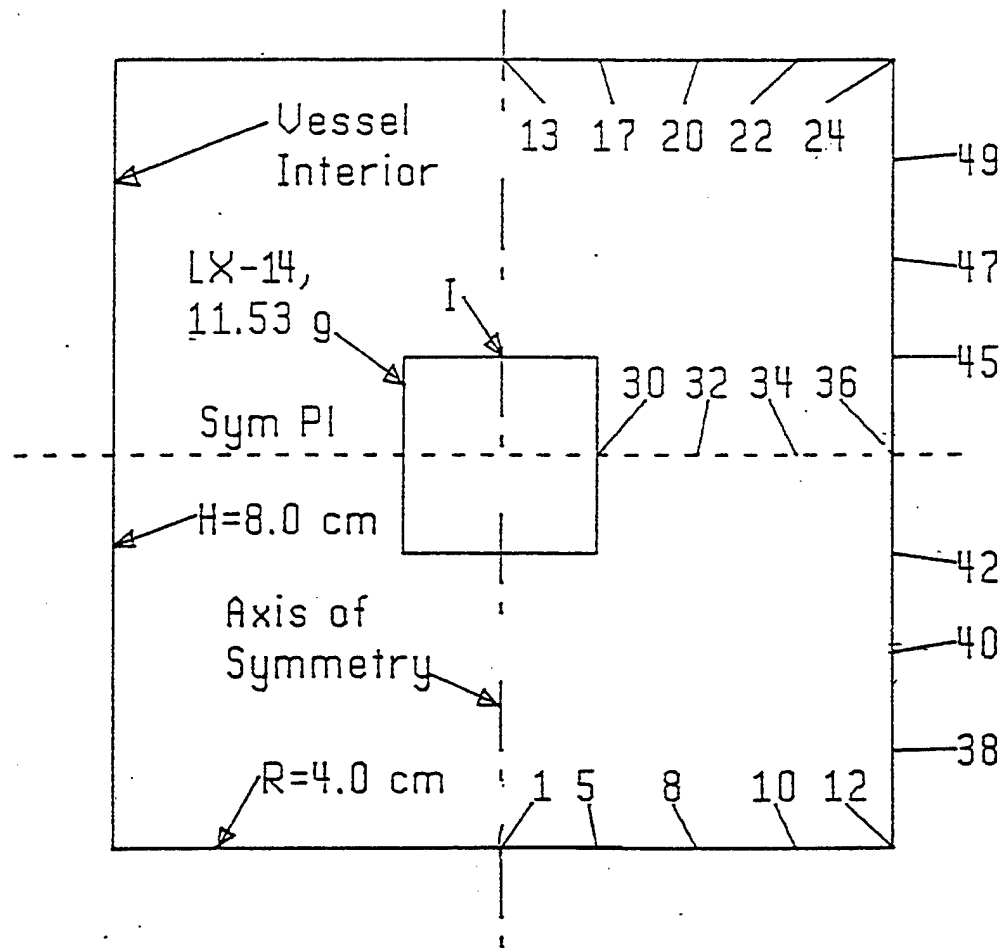 Vessel
Interior
13 17 20 22 24
49
LX-14,
11.53 g
47
I
45
30 32 34 36
Sym Pl
H=8.0 cm
42
Axis of
Symmetry
40
38
R=4.0 cm
1 5 8 10 12